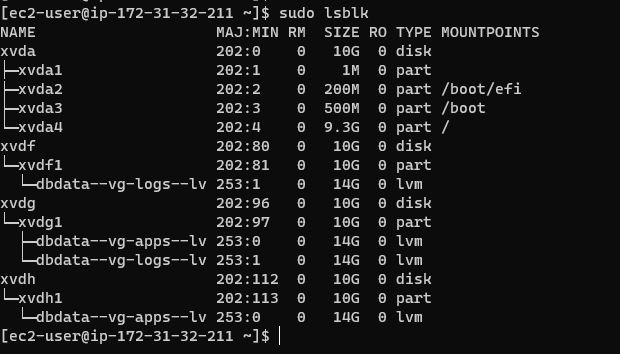 [ec2-user@ip-172-31-32-211 ~]$ sudo lsblk
NAME                      MAJ:MIN RM  SIZE RO TYPE MOUNTPOINTS
xvda                      202:0    0   10G  0 disk
├─xvda1                   202:1    0    1M  0 part
├─xvda2                   202:2    0  200M  0 part /boot/efi
├─xvda3                   202:3    0  500M  0 part /boot
└─xvda4                   202:4    0  9.3G  0 part /
xvdf                      202:80   0   10G  0 disk
└─xvdf1                   202:81   0   10G  0 part
  └─dbdata--vg-logs--lv 253:1    0   14G  0 lvm
xvdg                      202:96   0   10G  0 disk
└─xvdg1                   202:97   0   10G  0 part
  ├─dbdata--vg-apps--lv 253:0    0   14G  0 lvm
  └─dbdata--vg-logs--lv 253:1    0   14G  0 lvm
xvdh                      202:112  0   10G  0 disk
└─xvdh1                   202:113  0   10G  0 part
  └─dbdata--vg-apps--lv 253:0    0   14G  0 lvm
[ec2-user@ip-172-31-32-211 ~]$